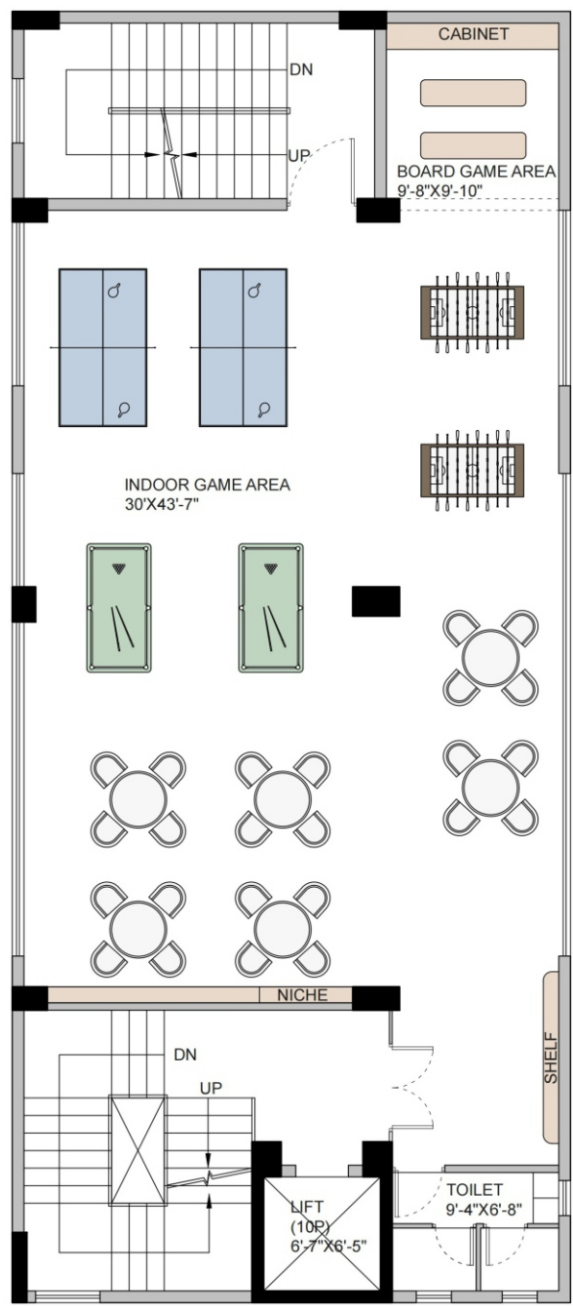 CABINET
DN
UP
BOARD GAME AREA
9'-8"X9'-10"
INDOOR GAME AREA
30'X43'-7"
NICHE
SHELF
DN
UP
LIFT
(10P)
6'-7"X6'-5"
TOILET
9'-4"X6'-8"